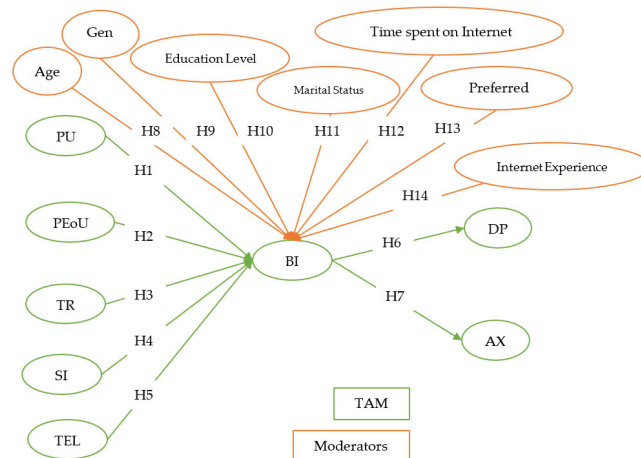 Gen
Time spent on Internet
Education Level
Age
Marital Status
Preferred
H8
H9
H10
H11
H12
H13
PU
H1
Internet Experience
H14
PEoU
H2
DP
H6
BI
H3
H7
TR
H4
AX
SI
H5
TAM
TEL
Moderators